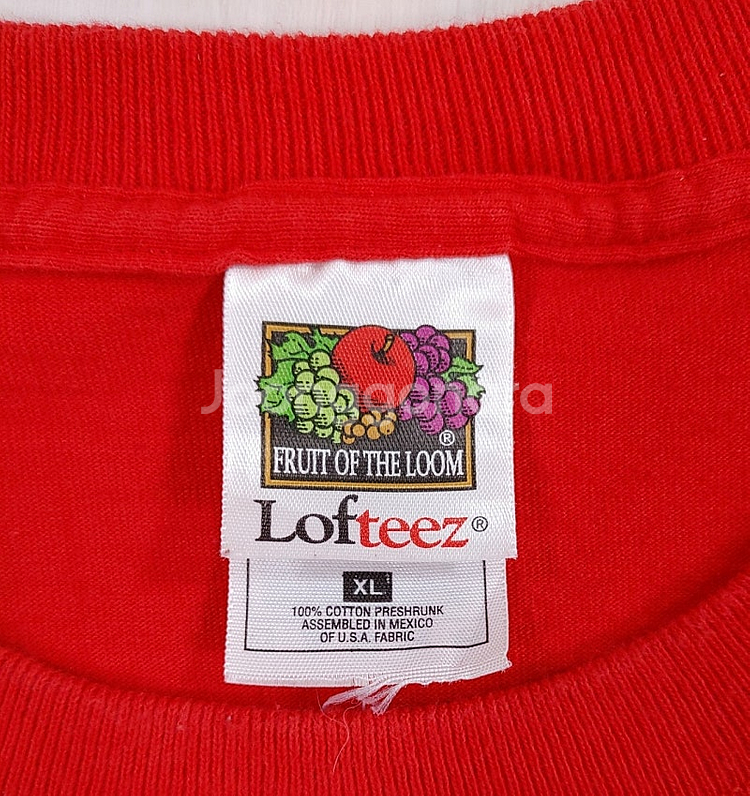 ® 
FRUIT OF THE LOOM
Lofteez®
XL
100% COTTON PRESHRUNK
ASSEMBLED IN MEXICO
OF U.S.A. FABRIC